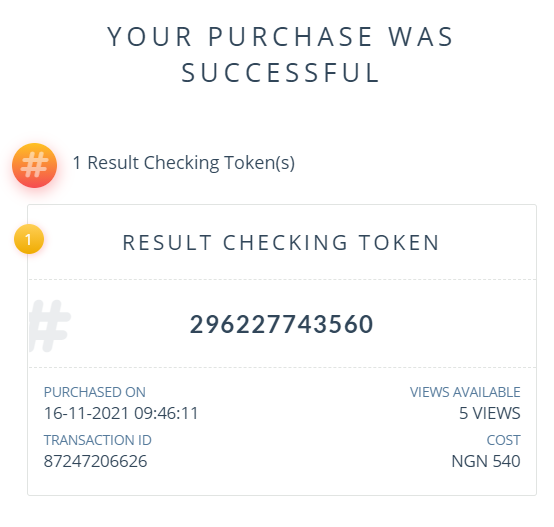 YOUR PURCHASE WAS
SUCCESSFUL
# 1 Result Checking Token(s)
1
RESULT CHECKING TOKEN
# 296227743560
PURCHASED ON VIEWS AVAILABLE
16-11-2021 09:46:11 5 VIEWS
TRANSACTION ID COST
87247206626 NGN 540